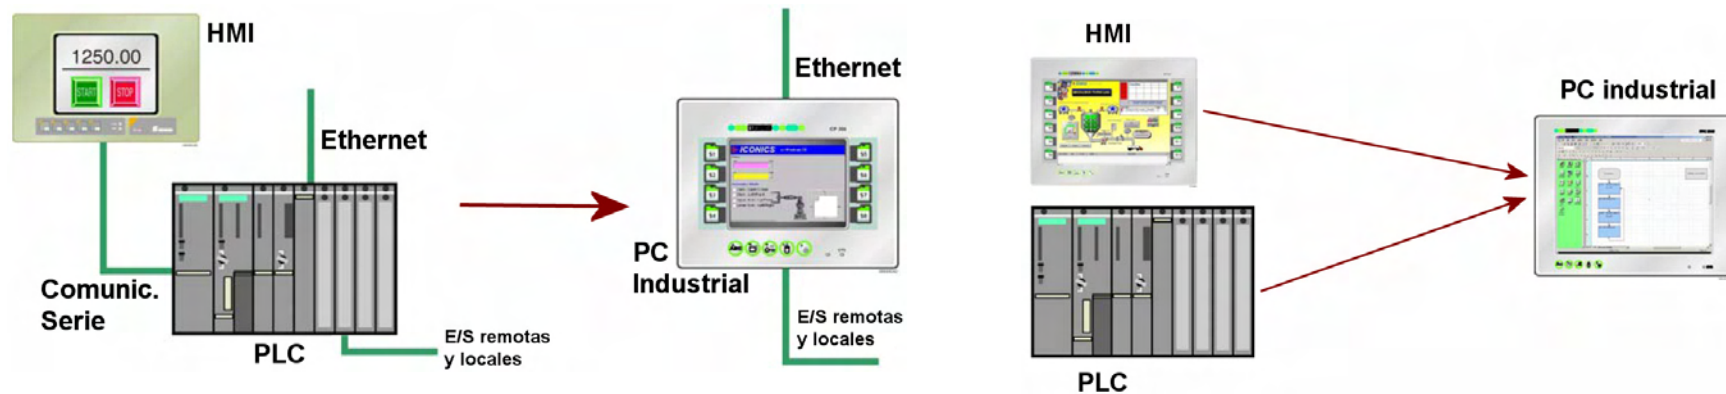 HMI
1250.00
START STOP
Ethernet
Comunic.
Serie
PLC
E/S remotas
y locales
Ethernet
ICONICS
PC
Industrial
E/S remotas
y locales
HMI
PLC
PC industrial